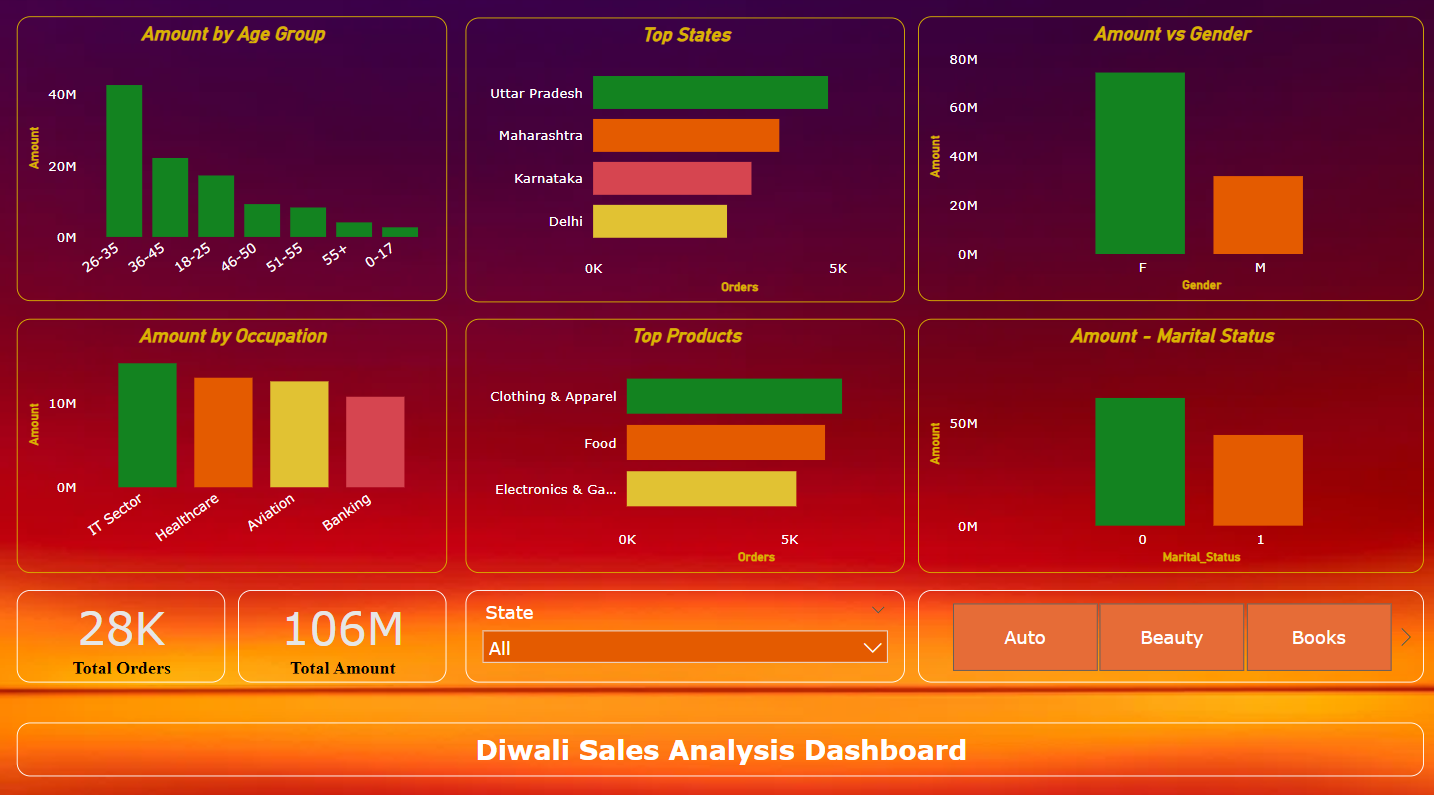 Amount by Age Group
Amount
40M
20M
0M
26-35
36-45
18-25
46-50
51-55
55+
0-17
Top States
Uttar Pradesh
Maharashtra
Karnataka
Delhi
0K
5K
Orders
Amount vs Gender
Amount
80M
60M
40M
20M
0M
F
M
Gender
Amount by Occupation
Amount
10M
0M
IT Sector
Healthcare
Aviation
Banking
Top Products
Clothing & Apparel
Food
Electronics & Ga...
0K
5K
Orders
Amount - Marital Status
Amount
50M
0M
0
1
Marital_Status
28K
Total Orders
106M
Total Amount
State
All
Auto
Beauty
Books
Diwali Sales Analysis Dashboard